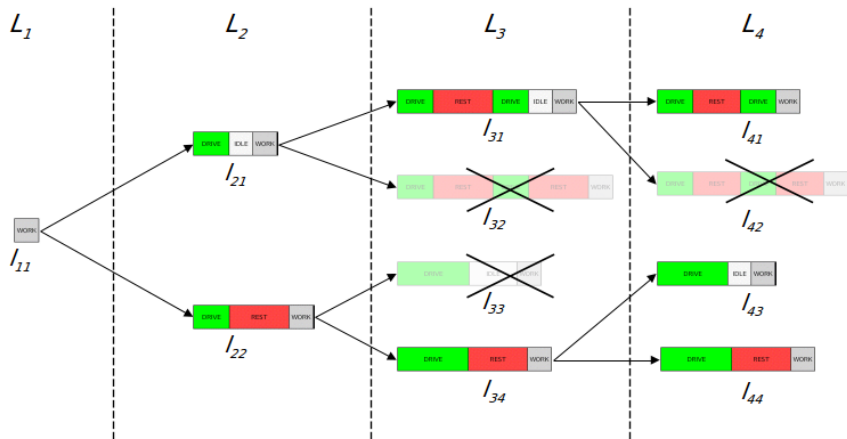 L1 L2 L3 L4
DRIVE REST DRIVE IDLE WORK
DRIVE REST DRIVE WORK
l31
l41
DRIVE IDLE WORK
l21
DRIVE REST DRIVE REST WORK
DRIVE REST DRIVE REST WORK
l32
l42
WORK
l11
DRIVE IDLE WORK
DRIVE IDLE WORK
l33
l43
DRIVE REST WORK
l22
DRIVE REST WORK
DRIVE REST WORK
l34
l44